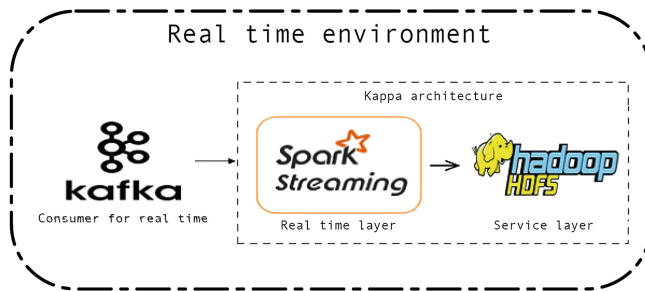 Real time environment
Kappa architecture
kafka
Consumer for real time
Spark
Streaming
Real time layer
hadoop
HDFS
Service layer